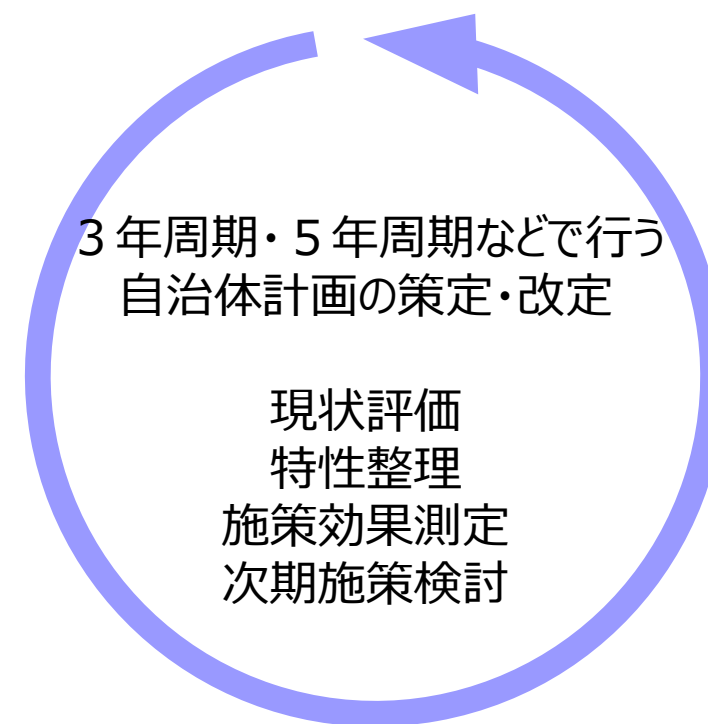 ３年周期・５年周期などで行う
自治体計画の策定・改定
現状評価
特性整理
施策効果測定
次期施策検討